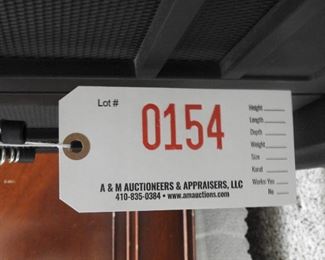 Lot #
0154
Height
Length
Depth
Weight
Size
Karat
Works: Yes
No
A & M AUCTIONEERS & APPRAISERS, LLC
410-835-0384 • www.amauctions.com